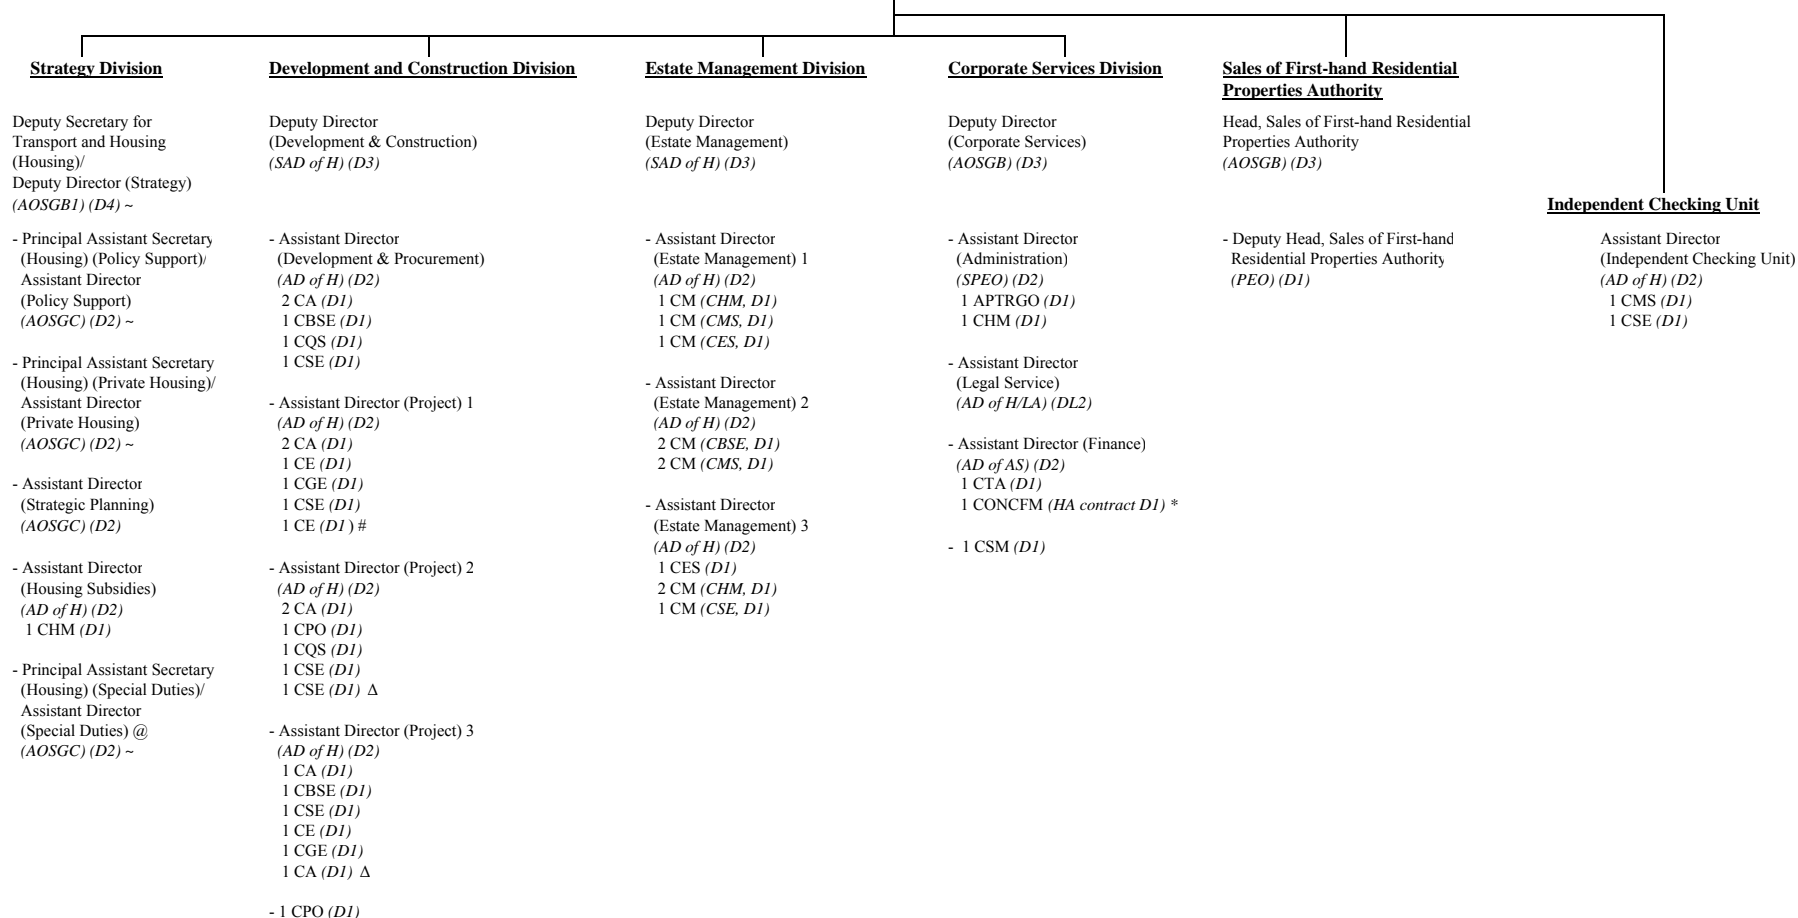 Strategy Division
Deputy Secretary for
Transport and Housing
(Housing)/
Deputy Director (Strategy)
(AOSGB1) (D4) ~
- Principal Assistant Secretary
(Housing) (Policy Support)/
Assistant Director
(Policy Support)
(AOSGC) (D2) ~
- Principal Assistant Secretary
(Housing) (Private Housing)/
Assistant Director
(Private Housing)
(AOSGC) (D2) ~
- Assistant Director
(Strategic Planning)
(AOSGC) (D2)
- Assistant Director
(Housing Subsidies)
(AD of H) (D2)
1 CHM (D1)
- Principal Assistant Secretary
(Housing) (Special Duties)/
Assistant Director
(Special Duties) @
(AOSGC) (D2) ~
Development and Construction Division
Deputy Director
(Development & Construction)
(SAD of H) (D3)
- Assistant Director
(Development & Procurement)
(AD of H) (D2)
2 CA (D1)
1 CBSE (D1)
1 CQS (D1)
1 CSE (D1)
- Assistant Director (Project) 1
(AD of H) (D2)
2 CA (D1)
1 CE (D1)
1 CGE (D1)
1 CSE (D1)
1 CE (D1 ) #
- Assistant Director (Project) 2
(AD of H) (D2)
2 CA (D1)
1 CPO (D1)
1 CQS (D1)
1 CSE (D1)
1 CSE (D1) Δ
- Assistant Director (Project) 3
(AD of H) (D2)
1 CA (D1)
1 CBSE (D1)
1 CSE (D1)
1 CE (D1)
1 CGE (D1)
1 CA (D1) Δ
- 1 CPO (D1)
Estate Management Division
Deputy Director
(Estate Management)
(SAD of H) (D3)
- Assistant Director
(Estate Management) 1
(AD of H) (D2)
1 CM (CHM, D1)
1 CM (CMS, D1)
1 CM (CES, D1)
- Assistant Director
(Estate Management) 2
(AD of H) (D2)
2 CM (CBSE, D1)
2 CM (CMS, D1)
- Assistant Director
(Estate Management) 3
(AD of H) (D2)
1 CES (D1)
2 CM (CHM, D1)
1 CM (CSE, D1)
Corporate Services Division
Deputy Director
(Corporate Services)
(AOSGB) (D3)
- Assistant Director
(Administration)
(SPEO) (D2)
1 APTRGO (D1)
1 CHM (D1)
- Assistant Director
(Legal Service)
(AD of H/LA) (DL2)
- Assistant Director (Finance)
(AD of AS) (D2)
1 CTA (D1)
1 CONCFM (HA contract D1) *
- 1 CSM (D1)
Sales of First-hand Residential
Properties Authority
Head, Sales of First-hand Residential
Properties Authority
(AOSGB) (D3)
- Deputy Head, Sales of First-hand
Residential Properties Authority
(PEO) (D1)
Independent Checking Unit
Assistant Director
(Independent Checking Unit)
(AD of H) (D2)
1 CMS (D1)
1 CSE (D1)